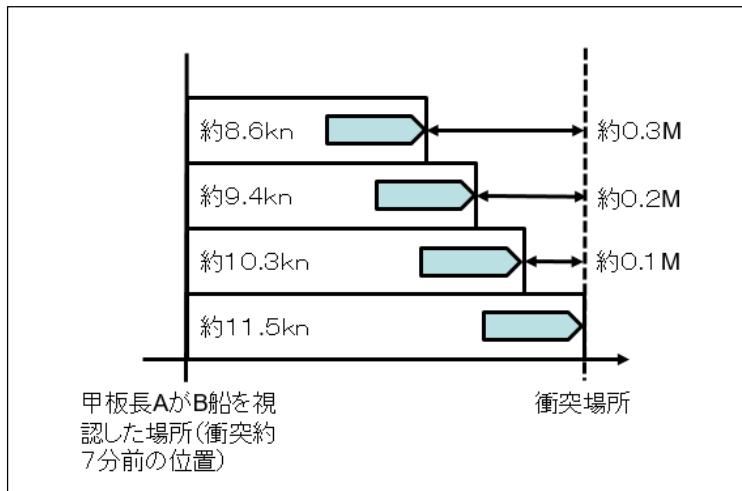 約8.6kn
約0.3M
約9.4kn
約0.2M
約10.3kn
約0.1M
約11.5kn
甲板長AがB船を視
認した場所(衝突約
7分前の位置)
衝突場所